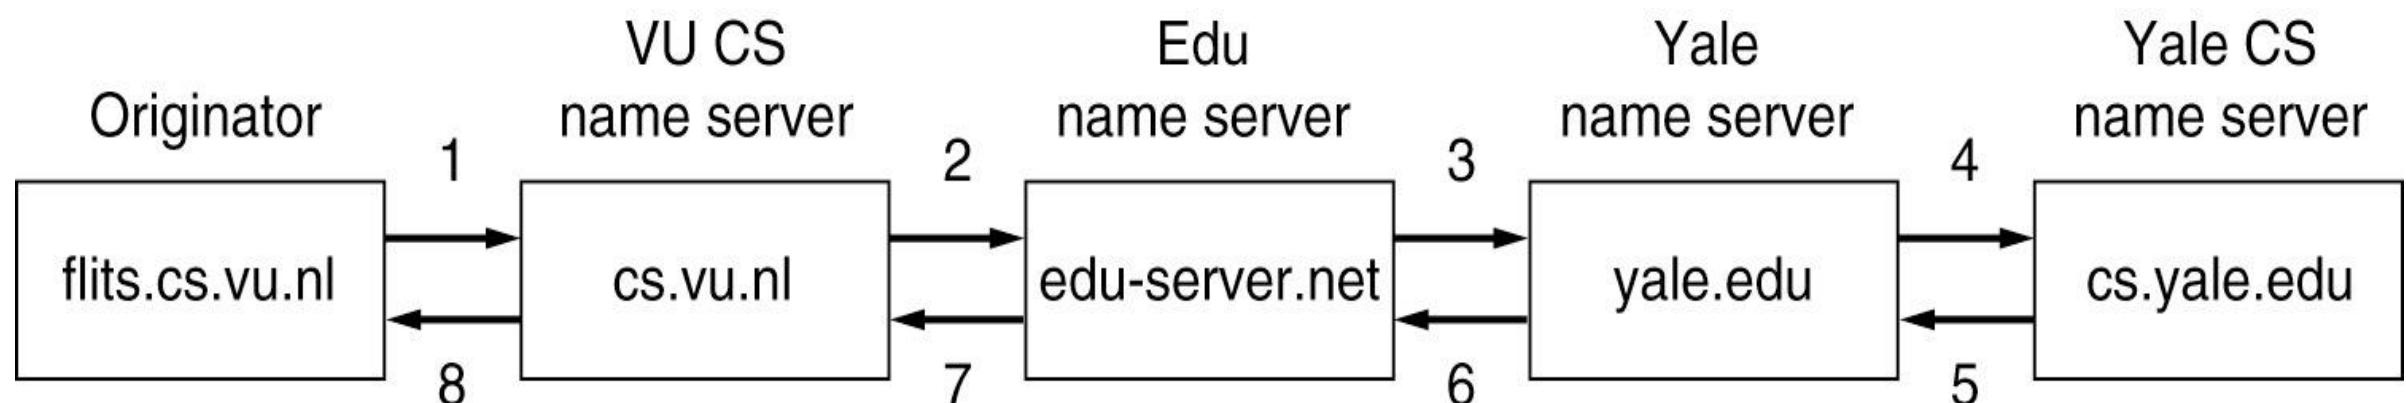 Originator
VU CS
name server
Edu
name server
Yale
name server
Yale CS
name server
1
2
3
4
flits.cs.vu.nl
cs.vu.nl
edu-server.net
yale.edu
cs.yale.edu
8
7
6
5